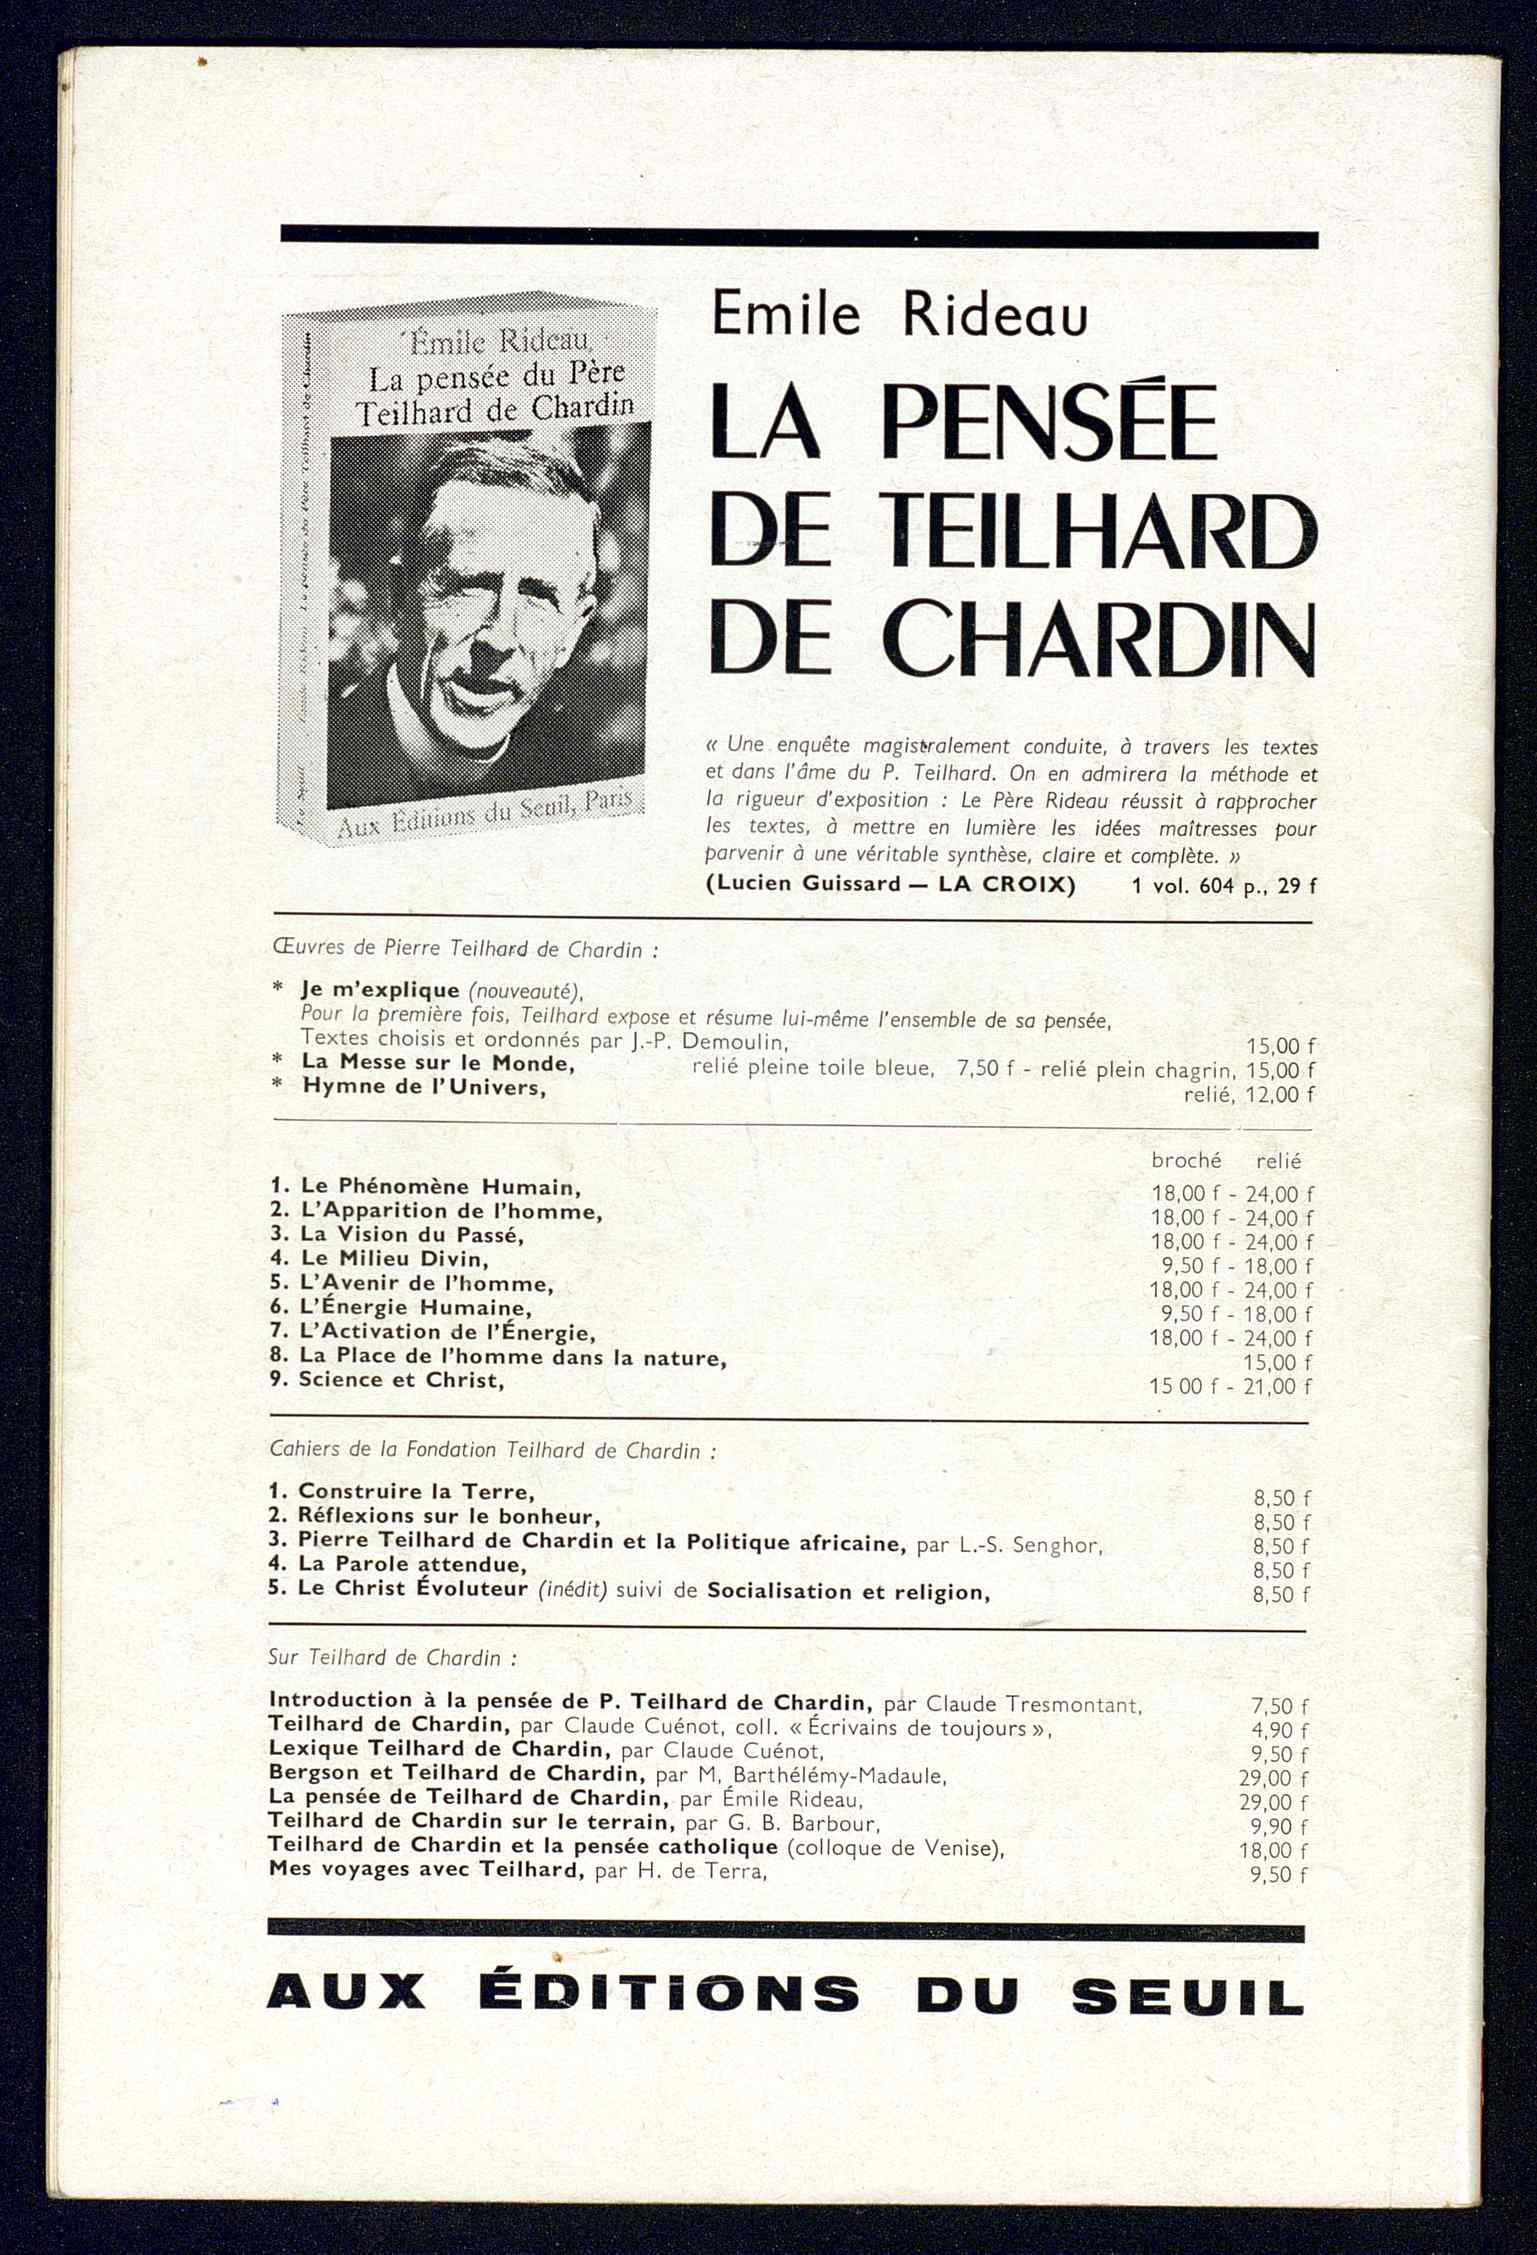 Émile Rideau
La pensée du Père
Teilhard de Chardin
Aux Éditions du Seuil, Paris
Emile Rideau
LA PENSÉE
DE TEILHARD
DE CHARDIN
« Une enquête magistralement conduite, à travers les textes
et dans l'âme du P. Teilhard. On en admirera la méthode et
la rigueur d'exposition : Le Père Rideau réussit à rapprocher
les textes, à mettre en lumière les idées maîtresses pour
parvenir à une véritable synthèse, claire et complète. »
(Lucien Guissard — LA CROIX) 1 vol. 604 p., 29 f
Œuvres de Pierre Teilhard de Chardin :
* Je m'explique (nouveauté),
Pour la première fois, Teilhard expose et résume lui-même l'ensemble de sa pensée,
Textes choisis et ordonnés par J.-P. Demoulin, 15,00 f
* La Messe sur le Monde, relié pleine toile bleue, 7,50 f - relié plein chagrin, 15,00 f
* Hymne de l'Univers, relié, 12,00 f
broché relié
1. Le Phénomène Humain, 18,00 f - 24,00 f
2. L'Apparition de l'homme, 18,00 f - 24,00 f
3. La Vision du Passé, 18,00 f - 24,00 f
4. Le Milieu Divin, 9,50 f - 18,00 f
5. L'Avenir de l'homme, 18,00 f - 24,00 f
6. L'Énergie Humaine, 9,50 f - 18,00 f
7. L'Activation de l'Énergie, 18,00 f - 24,00 f
8. La Place de l'homme dans la nature, 15,00 f
9. Science et Christ, 15 00 f - 21,00 f
Cahiers de la Fondation Teilhard de Chardin :
1. Construire la Terre, 8,50 f
2. Réflexions sur le bonheur, 8,50 f
3. Pierre Teilhard de Chardin et la Politique africaine, par L.-S. Senghor, 8,50 f
4. La Parole attendue, 8,50 f
5. Le Christ Évoluteur (inédit) suivi de Socialisation et religion, 8,50 f
Sur Teilhard de Chardin :
Introduction à la pensée de P. Teilhard de Chardin, par Claude Tresmontant, 7,50 f
Teilhard de Chardin, par Claude Cuénot, coll. « Écrivains de toujours », 4,90 f
Lexique Teilhard de Chardin, par Claude Cuénot, 9,50 f
Bergson et Teilhard de Chardin, par M, Barthélémy-Madaule, 29,00 f
La pensée de Teilhard de Chardin, par Émile Rideau, 29,00 f
Teilhard de Chardin sur le terrain, par G. B. Barbour, 9,90 f
Teilhard de Chardin et la pensée catholique (colloque de Venise), 18,00 f
Mes voyages avec Teilhard, par H. de Terra, 9,50 f
AUX ÉDITIONS DU SEUIL